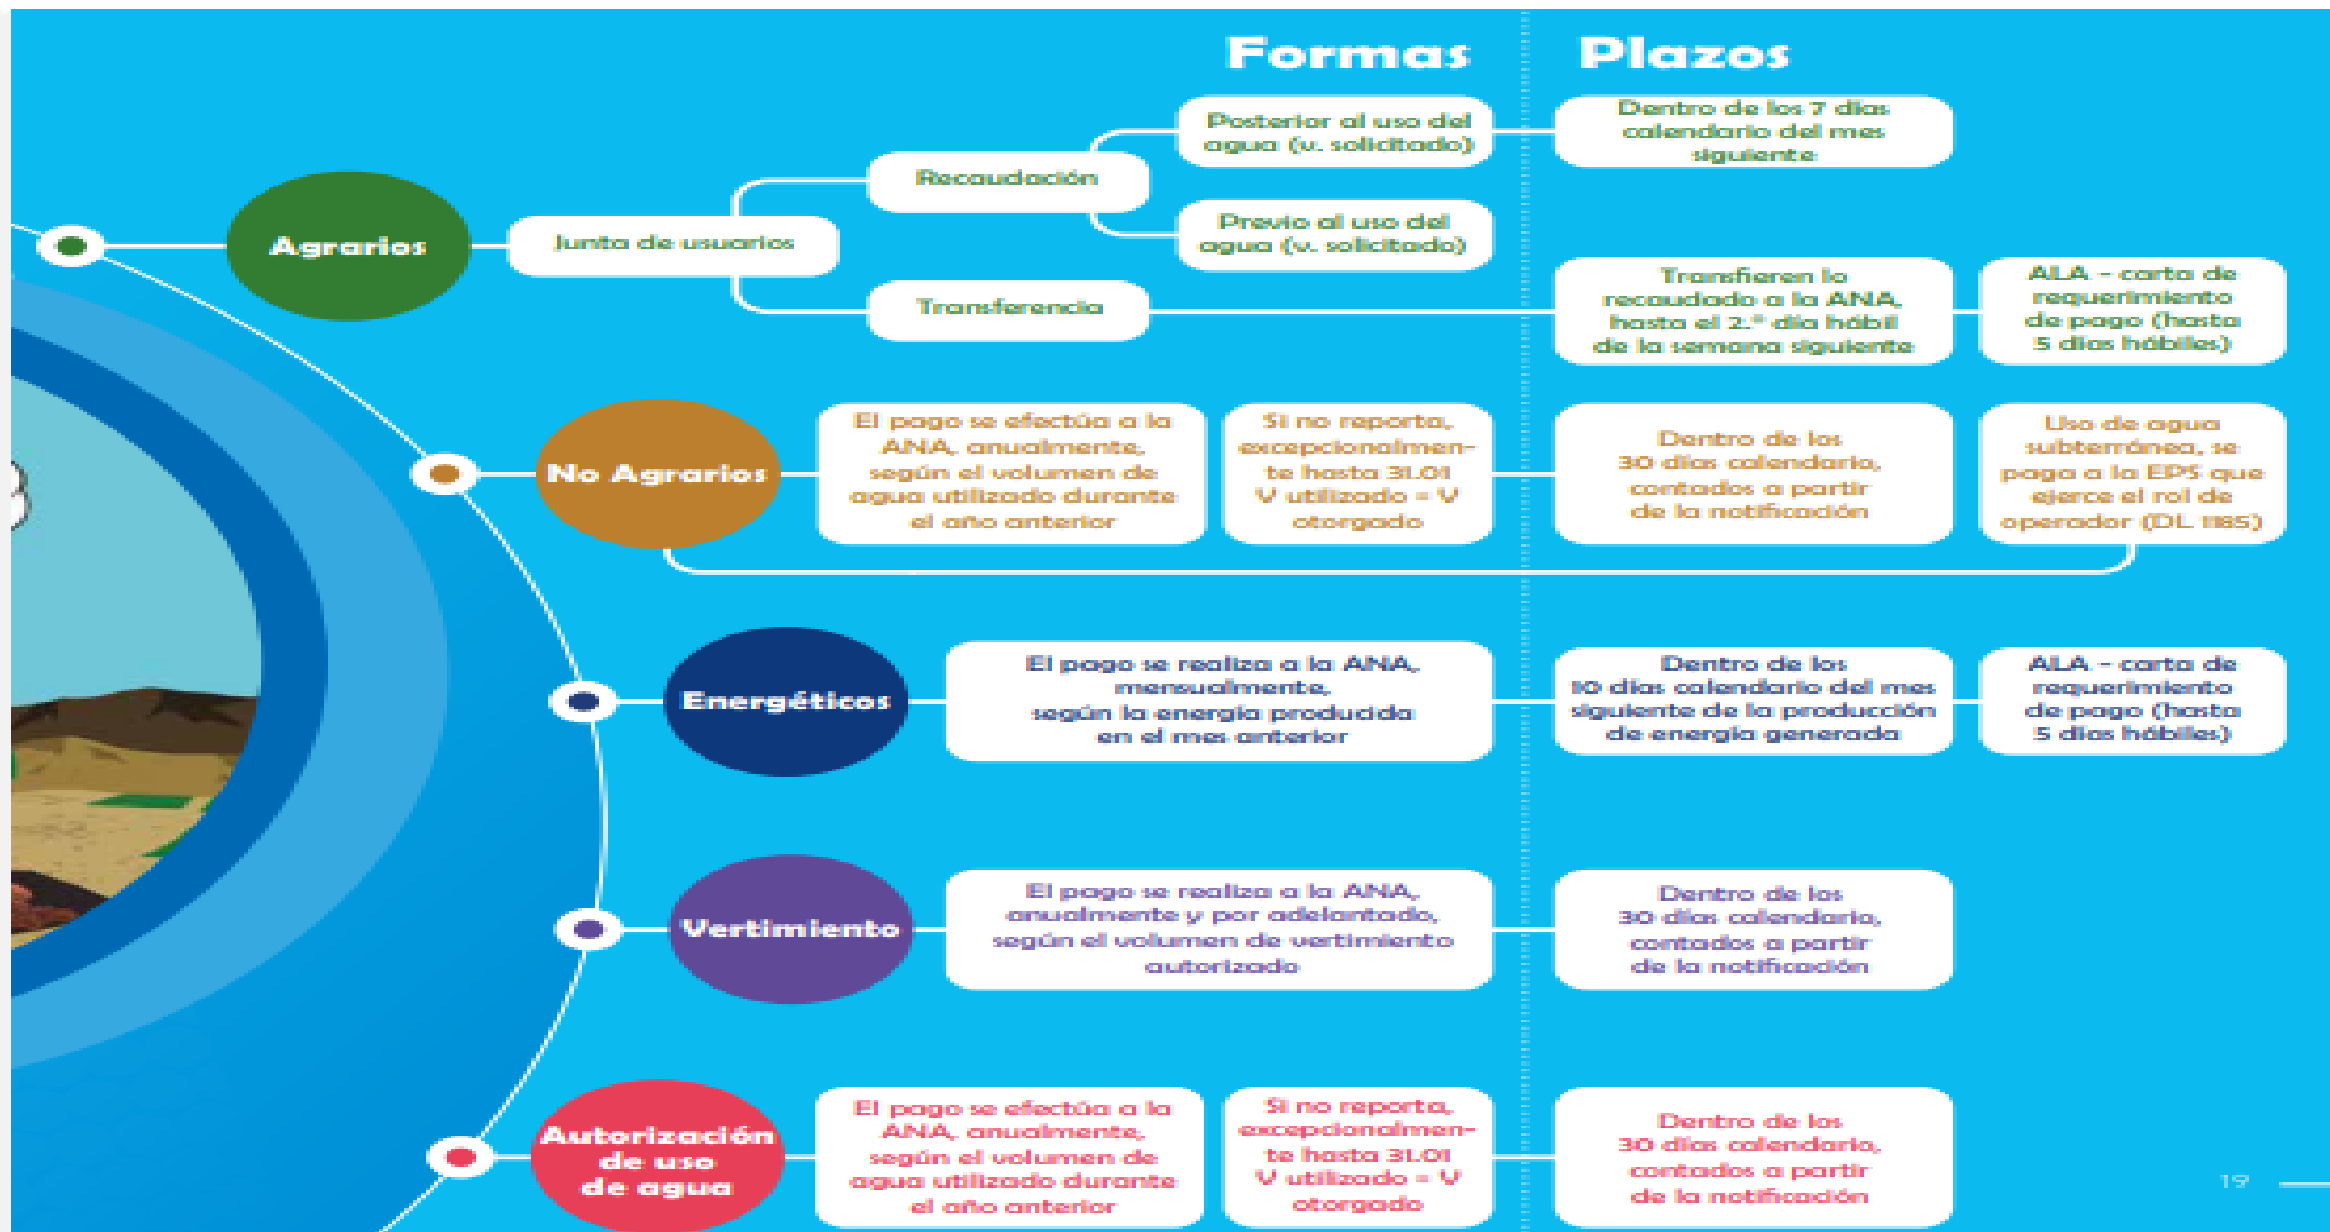 Formas
Plazos
Agrarios
Junta de usuarios
Recaudación
Posterior al uso del
agua (v. solicitado)
Dentro de los 7 días
calendario del mes
siguiente
Previo al uso del
agua (v. solicitado)
Transferencia
Transfieren lo
recaudado a la ANA,
hasta el 2.º día hábil
de la semana siguiente
ALA - carta de
requerimiento
de pago (hasta
5 días hábiles)
No Agrarios
El pago se efectúa a la
ANA, anualmente,
según el volumen de
agua utilizado durante
el año anterior
Si no reporta,
excepcionalmen-
te hasta 31.01
V utilizado = V
otorgado
Dentro de los
30 días calendario,
contados a partir
de la notificación
Uso de agua
subterránea, se
paga a la EPS que
ejerce el rol de
operador (DL 1185)
Energéticos
El pago se realiza a la ANA,
mensualmente,
según la energía producida
en el mes anterior
Dentro de los
10 días calendario del mes
siguiente de la producción
de energía generada
ALA - carta de
requerimiento
de pago (hasta
5 días hábiles)
Vertimiento
El pago se realiza a la ANA,
anualmente y por adelantado,
según el volumen de vertimiento
autorizado
Dentro de los
30 días calendario,
contados a partir
de la notificación
Autorización
de uso
de agua
El pago se efectúa a la
ANA, anualmente,
según el volumen de
agua utilizado durante
el año anterior
Si no reporta,
excepcionalmen-
te hasta 31.01
V utilizado = V
otorgado
Dentro de los
30 días calendario,
contados a partir
de la notificación
19